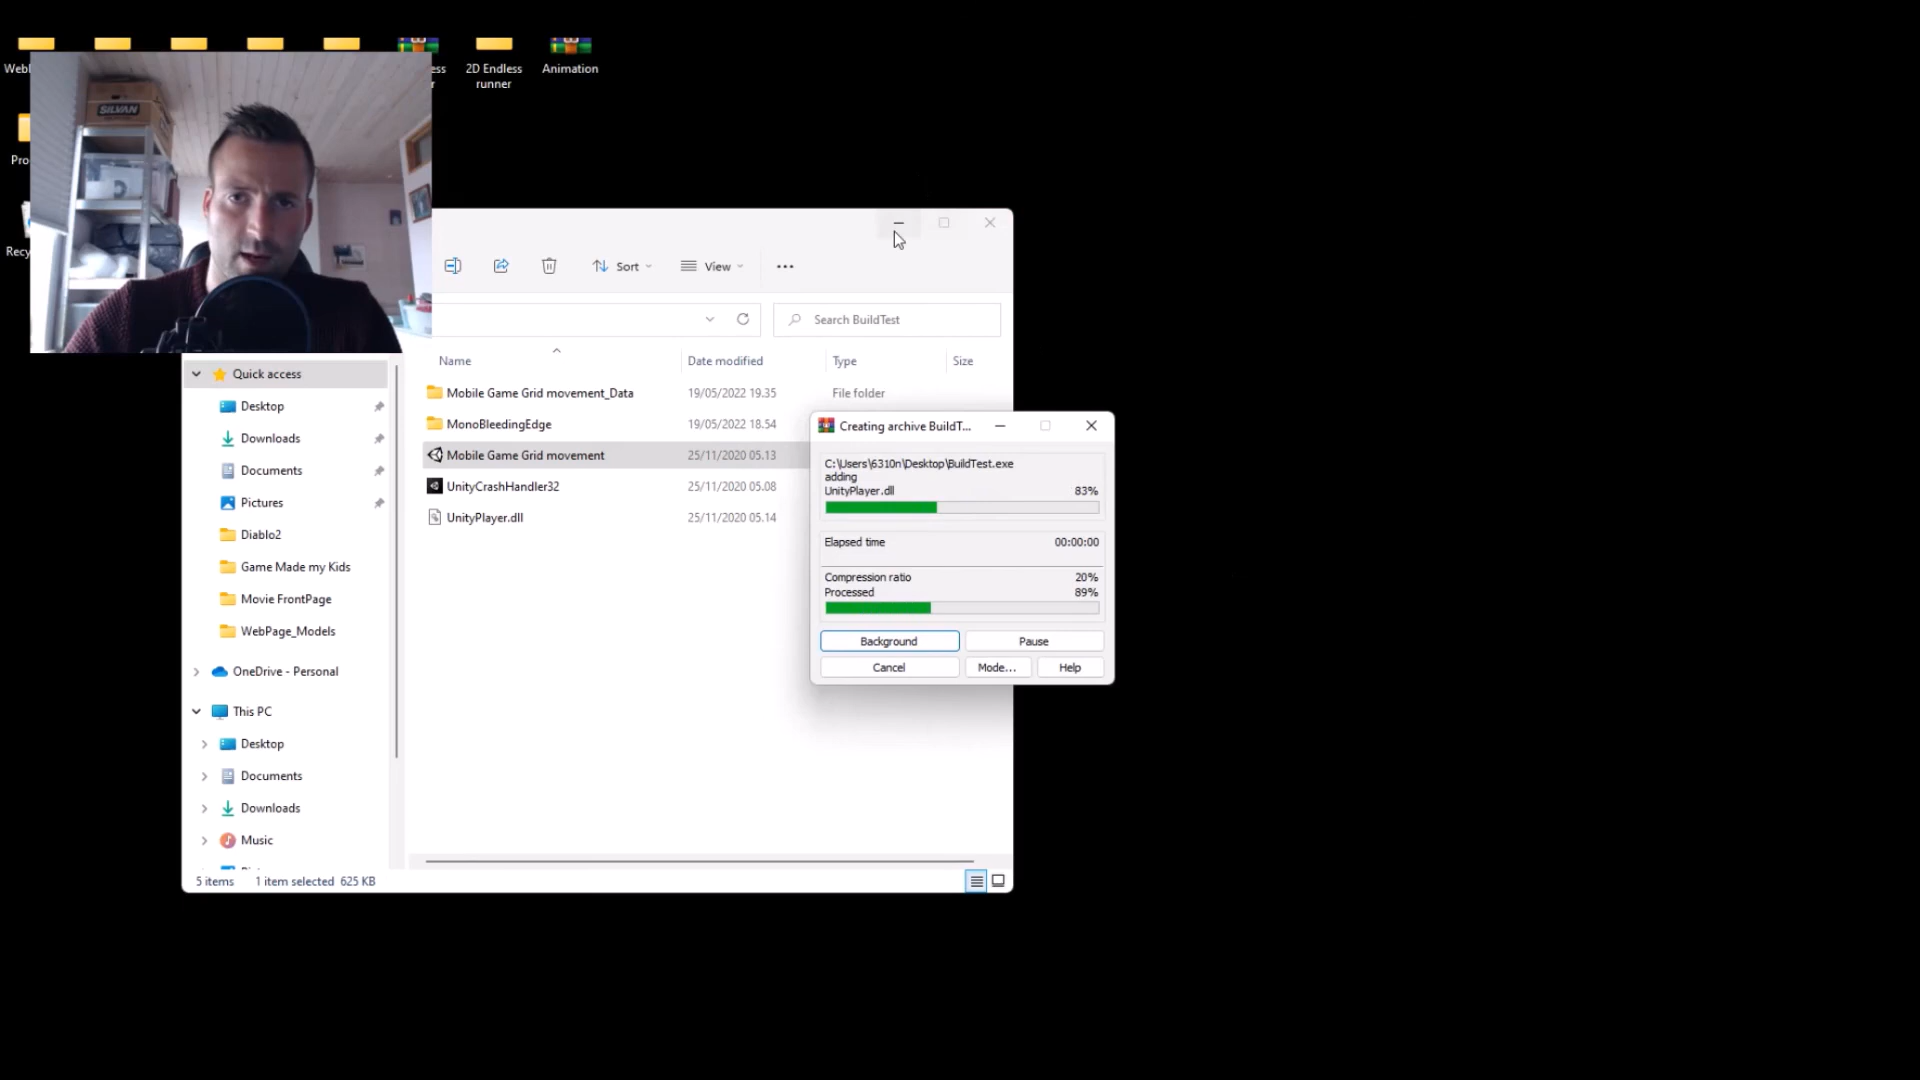 Web
ess
r
2D Endless
runner
Animation
SILVAN
Pro
Recy
Sort
View
Search BuildTest
Name
Date modified
Type
Size
Mobile Game Grid movement_Data
19/05/2022 19.35
File folder
MonoBleedingEdge
19/05/2022 18.54
Mobile Game Grid movement
25/11/2020 05.13
UnityCrashHandler32
25/11/2020 05.08
UnityPlayer.dll
25/11/2020 05.14
Quick access
Desktop
Downloads
Documents
Pictures
Diablo2
Game Made my Kids
Movie FrontPage
WebPage_Models
OneDrive - Personal
This PC
Desktop
Documents
Downloads
Music
5 items
1 item selected 625 KB
Creating archive BuildT...
C:\Users\6310n\Desktop\BuildTest.exe
adding
UnityPlayer.dll
83%
Elapsed time
00:00:00
Compression ratio
20%
Processed
89%
Background
Pause
Cancel
Mode...
Help